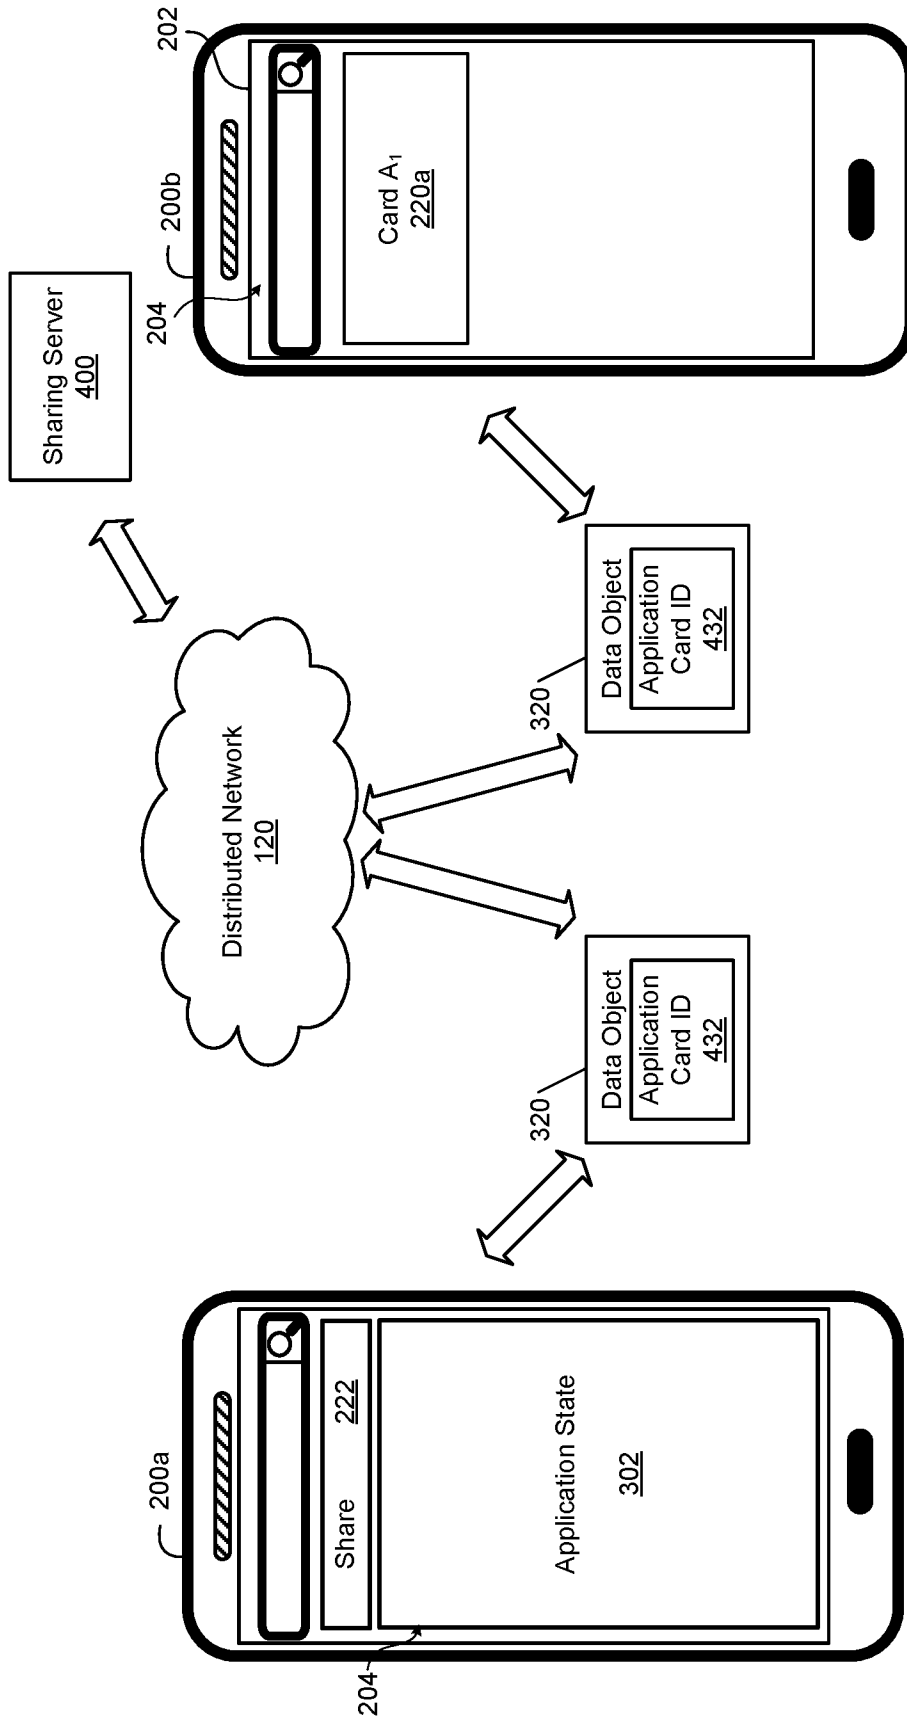 200a
Share 222
Application State
302
204
320
Data Object
Application
Card ID
432
Distributed Network
120
320
Data Object
Application
Card ID
432
Sharing Server
400
204
200b
202
Card A₁
220a